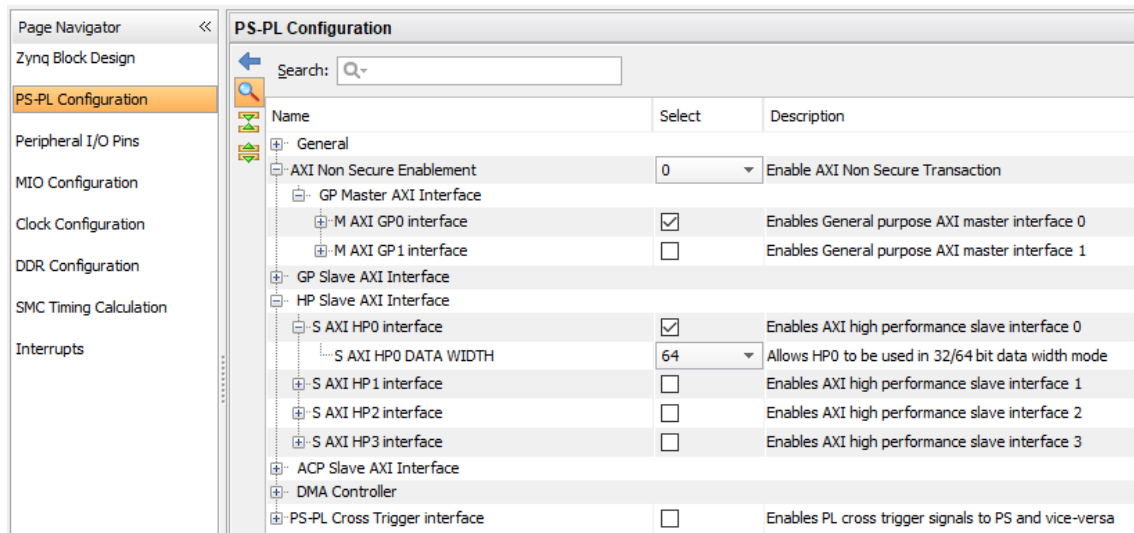 Page Navigator
Zynq Block Design
PS-PL Configuration
Peripheral I/O Pins
MIO Configuration
Clock Configuration
DDR Configuration
SMC Timing Calculation
Interrupts
PS-PL Configuration
Search:
Name Select Description
General
AXI Non Secure Enablement 0 Enable AXI Non Secure Transaction
GP Master AXI Interface
M AXI GP0 interface Enables General purpose AXI master interface 0
M AXI GP1 interface Enables General purpose AXI master interface 1
GP Slave AXI Interface
HP Slave AXI Interface
S AXI HP0 interface Enables AXI high performance slave interface 0
S AXI HP0 DATA WIDTH 64 Allows HP0 to be used in 32/64 bit data width mode
S AXI HP1 interface Enables AXI high performance slave interface 1
S AXI HP2 interface Enables AXI high performance slave interface 2
S AXI HP3 interface Enables AXI high performance slave interface 3
ACP Slave AXI Interface
DMA Controller
PS-PL Cross Trigger interface Enables PL cross trigger signals to PS and vice-versa